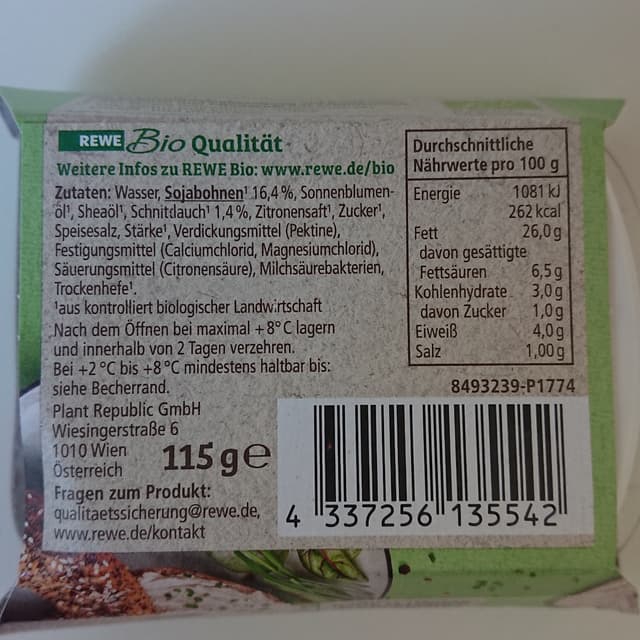 REWE Bio Qualität
Weitere Infos zu REWE Bio: www.rewe.de/bio
Zutaten: Wasser, Sojabohnen¹ 16,4 %, Sonnenblumen-
öl¹, Sheaöl¹, Schnittlauch¹ 1,4 %, Zitronensaft¹, Zucker¹,
Speisesalz, Stärke¹, Verdickungsmittel (Pektine),
Festigungsmittel (Calciumchlorid, Magnesiumchlorid),
Säuerungsmittel (Citronensäure), Milchsäurebakterien,
Trockenhefe¹.
¹aus kontrolliert biologischer Landwirtschaft
Nach dem Öffnen bei maximal +8° C lagern
und innerhalb von 2 Tagen verzehren.
Bei +2 °C bis +8 °C mindestens haltbar bis:
siehe Becherrand.
Plant Republic GmbH
Wiesingerstraße 6
1010 Wien
Österreich
115 g e
Fragen zum Produkt:
qualitaetssicherung@rewe.de,
www.rewe.de/kontakt
Durchschnittliche
Nährwerte pro 100 g
Energie 1081 kJ
262 kcal
Fett 26,0 g
davon gesättigte
Fettsäuren 6,5 g
Kohlenhydrate 3,0 g
davon Zucker 1,0 g
Eiweiß 4,0 g
Salz 1,00 g
8493239-P1774
4 337256 135542